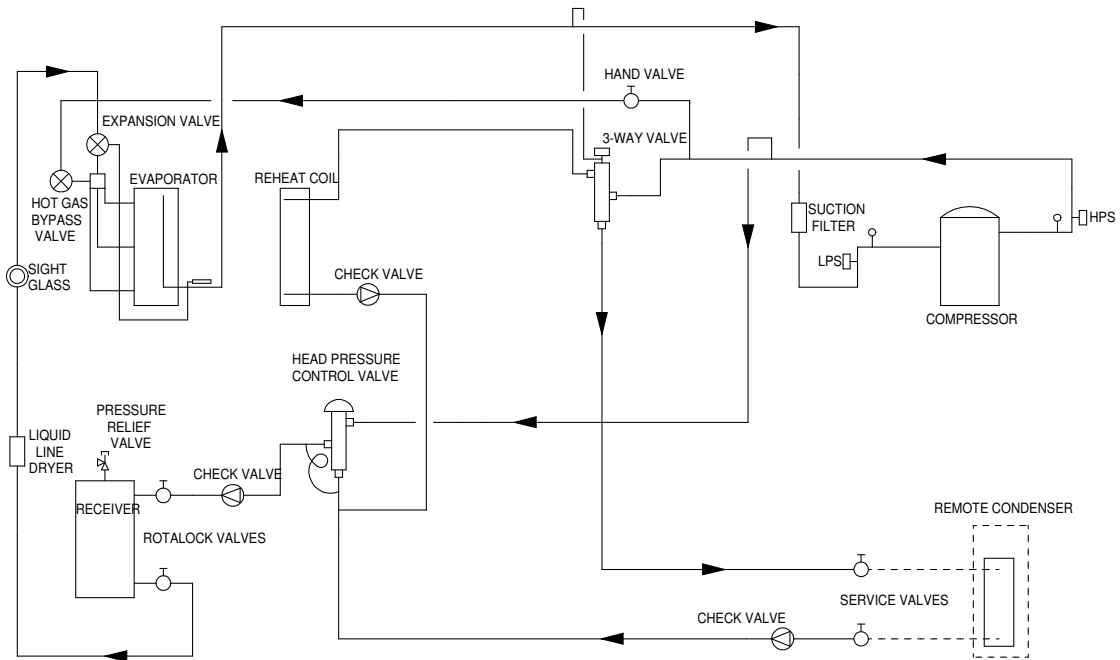 HAND VALVE
EXPANSION VALVE
3-WAY VALVE
EVAPORATOR
REHEAT COIL
HOT GAS
BYPASS
VALVE
SUCTION
FILTER
HPS
LPS
SIGHT
GLASS
CHECK VALVE
COMPRESSOR
HEAD PRESSURE
CONTROL VALVE
PRESSURE
RELIEF
VALVE
LIQUID
LINE
DRYER
CHECK VALVE
RECEIVER
REMOTE CONDENSER
ROTALOCK VALVES
SERVICE VALVES
CHECK VALVE